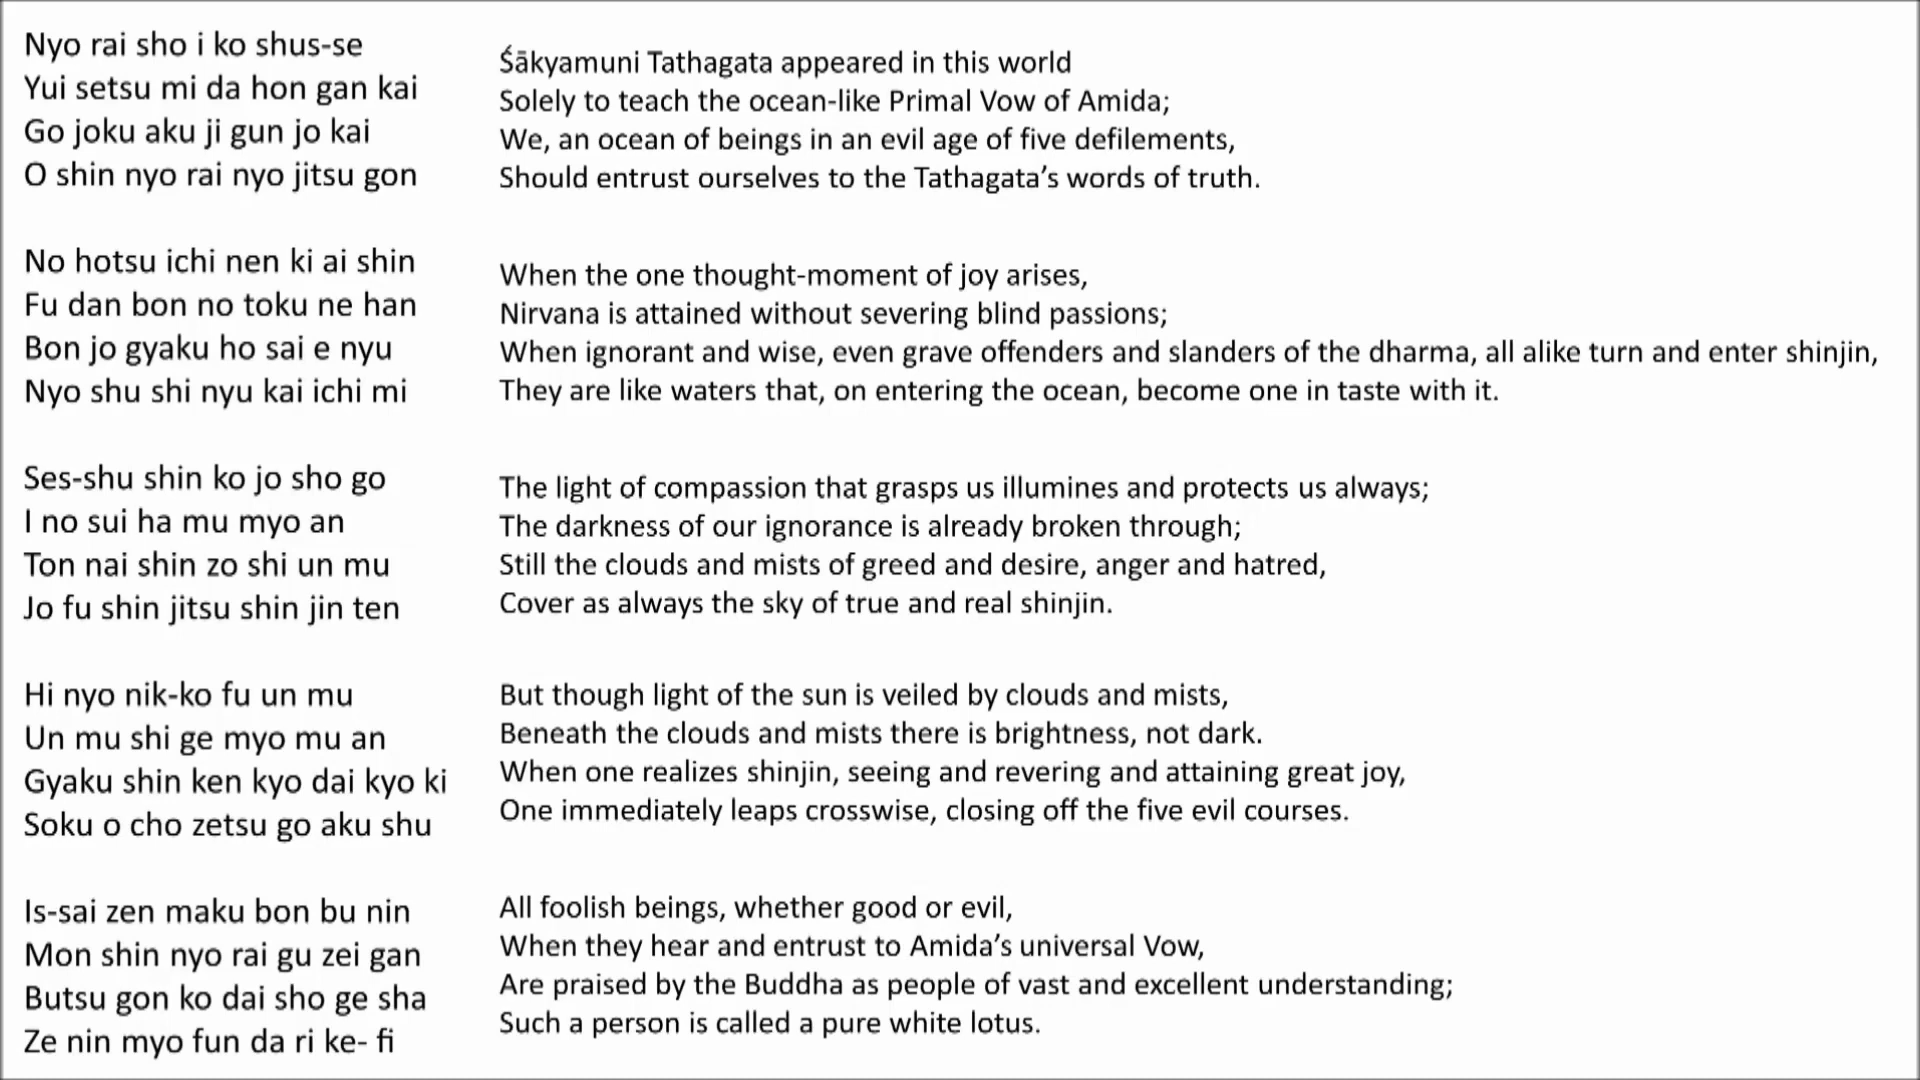 Nyo rai sho i ko shus-se
Yui setsu mi da hon gan kai
Go joku aku ji gun jo kai
O shin nyo rai nyo jitsu gon
Śākyamuni Tathagata appeared in this world
Solely to teach the ocean-like Primal Vow of Amida;
We, an ocean of beings in an evil age of five defilements,
Should entrust ourselves to the Tathagata’s words of truth.
No hotsu ichi nen ki ai shin
Fu dan bon no toku ne han
Bon jo gyaku ho sai e nyu
Nyo shu shi nyu kai ichi mi
When the one thought-moment of joy arises,
Nirvana is attained without severing blind passions;
When ignorant and wise, even grave offenders and slanders of the dharma, all alike turn and enter shinjin,
They are like waters that, on entering the ocean, become one in taste with it.
Ses-shu shin ko jo sho go
I no sui ha mu myo an
Ton nai shin zo shi un mu
Jo fu shin jitsu shin jin ten
The light of compassion that grasps us illumines and protects us always;
The darkness of our ignorance is already broken through;
Still the clouds and mists of greed and desire, anger and hatred,
Cover as always the sky of true and real shinjin.
Hi nyo nik-ko fu un mu
Un mu shi ge myo mu an
Gyaku shin ken kyo dai kyo ki
Soku o cho zetsu go aku shu
But though light of the sun is veiled by clouds and mists,
Beneath the clouds and mists there is brightness, not dark.
When one realizes shinjin, seeing and revering and attaining great joy,
One immediately leaps crosswise, closing off the five evil courses.
Is-sai zen maku bon bu nin
Mon shin nyo rai gu zei gan
Butsu gon ko dai sho ge sha
Ze nin myo fun da ri ke- fi
All foolish beings, whether good or evil,
When they hear and entrust to Amida’s universal Vow,
Are praised by the Buddha as people of vast and excellent understanding;
Such a person is called a pure white lotus.